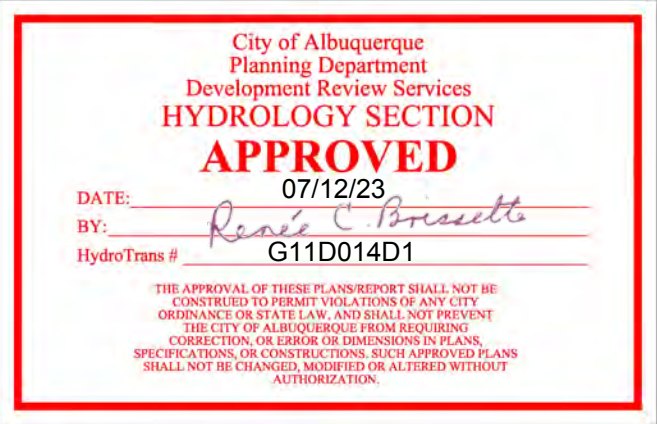 City of Albuquerque
Planning Department
Development Review Services
HYDROLOGY SECTION
APPROVED
DATE: 07/12/23
BY: Renée C. Brissette
HydroTrans # G11D014D1
THE APPROVAL OF THESE PLANS/REPORT SHALL NOT BE
CONSTRUED TO PERMIT VIOLATIONS OF ANY CITY
ORDINANCE OR STATE LAW, AND SHALL NOT PREVENT
THE CITY OF ALBUQUERQUE FROM REQUIRING
CORRECTION, OR ERROR OR DIMENSIONS IN PLANS,
SPECIFICATIONS, OR CONSTRUCTIONS. SUCH APPROVED PLANS
SHALL NOT BE CHANGED, MODIFIED OR ALTERED WITHOUT
AUTHORIZATION.